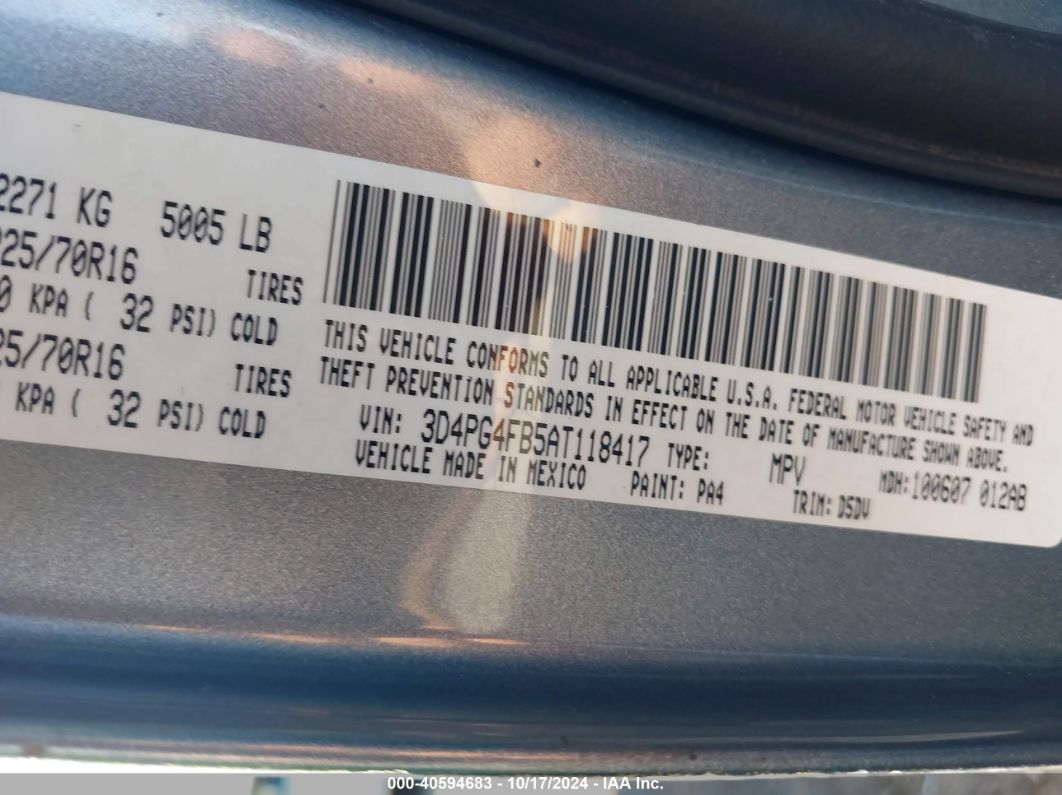 2271 KG 5005 LB
225/70R16 TIRES
0 KPA ( 32 PSI) COLD
25/70R16 TIRES
KPA ( 32 PSI) COLD
THIS VEHICLE CONFORMS TO ALL APPLICABLE U.S.A. FEDERAL MOTOR VEHICLE SAFETY AND
THEFT PREVENTION STANDARDS IN EFFECT ON THE DATE OF MANUFACTURE SHOWN ABOVE.
VIN: 3D4PG4FB5AT118417 TYPE: MPV MDH:100607 012AB
VEHICLE MADE IN MEXICO PAINT: PA4 TRIM: D5DV
000-40594683 - 10/17/2024 - IAA Inc.